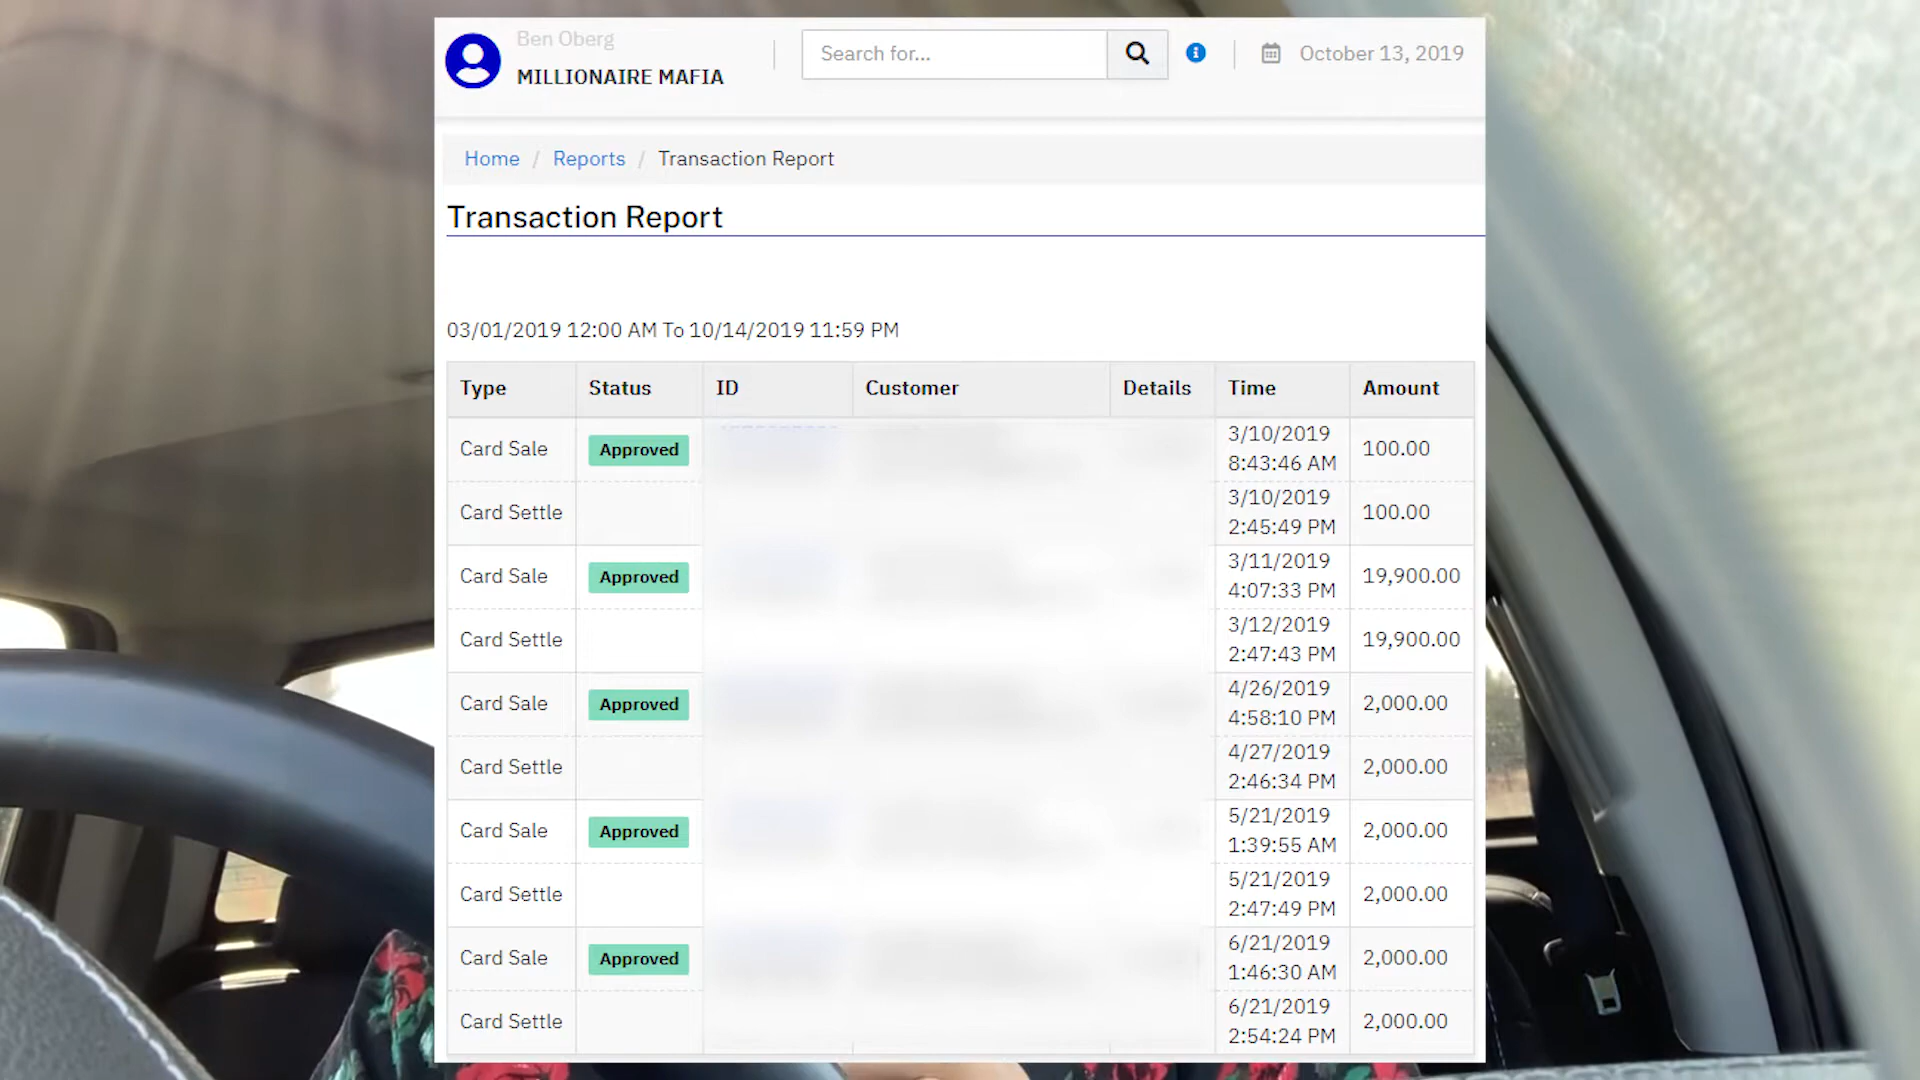 Ben Oberg
MILLIONAIRE MAFIA
Search for...
October 13, 2019
Home / Reports / Transaction Report
Transaction Report
03/01/2019 12:00 AM To 10/14/2019 11:59 PM
Type Status ID Customer Details Time Amount
Card Sale Approved 3/10/2019 8:43:46 AM 100.00
Card Settle 3/10/2019 2:45:49 PM 100.00
Card Sale Approved 3/11/2019 4:07:33 PM 19,900.00
Card Settle 3/12/2019 2:47:43 PM 19,900.00
Card Sale Approved 4/26/2019 4:58:10 PM 2,000.00
Card Settle 4/27/2019 2:46:34 PM 2,000.00
Card Sale Approved 5/21/2019 1:39:55 AM 2,000.00
Card Settle 5/21/2019 2:47:49 PM 2,000.00
Card Sale Approved 6/21/2019 1:46:30 AM 2,000.00
Card Settle 6/21/2019 2:54:24 PM 2,000.00